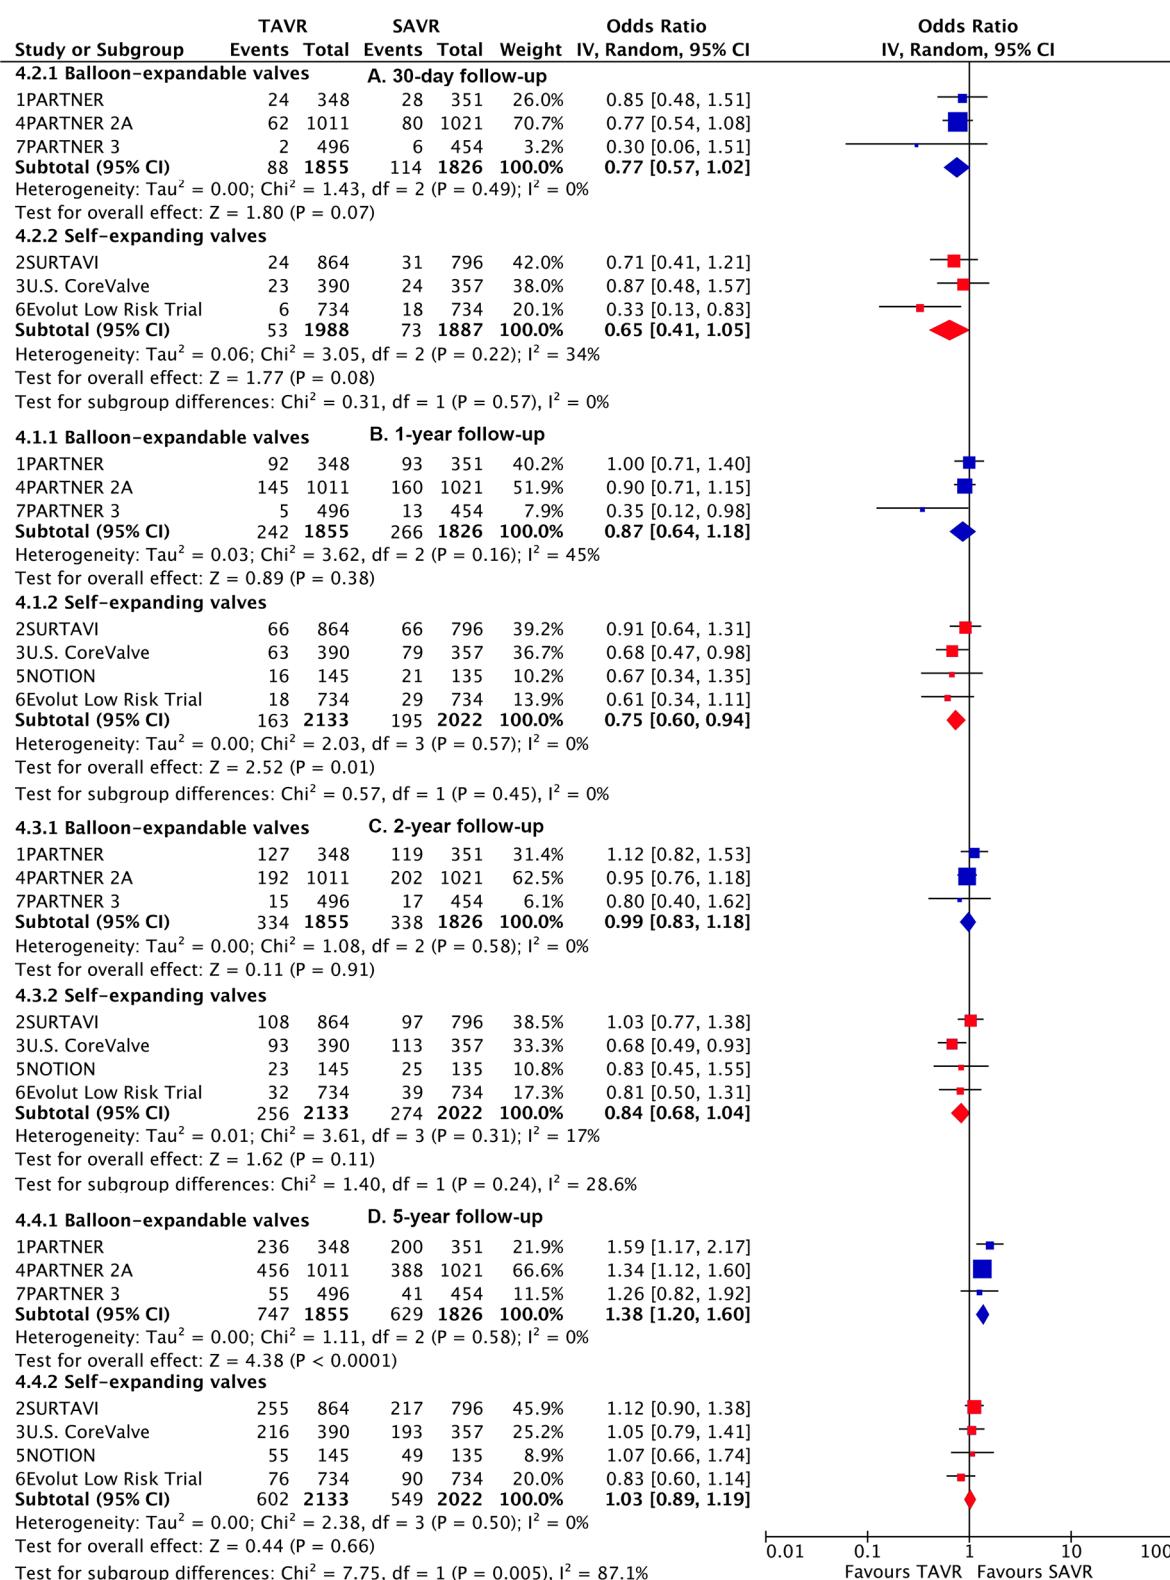 TAVR SAVR Odds Ratio Odds Ratio
Study or Subgroup Events Total Events Total Weight IV, Random, 95% CI IV, Random, 95% CI
4.2.1 Balloon-expandable valves A. 30-day follow-up
1PARTNER 24 348 28 351 26.0% 0.85 [0.48, 1.51]
4PARTNER 2A 62 1011 80 1021 70.7% 0.77 [0.54, 1.08]
7PARTNER 3 2 496 6 454 3.2% 0.30 [0.06, 1.51]
Subtotal (95% CI) 88 1855 114 1826 100.0% 0.77 [0.57, 1.02]
Heterogeneity: Tau² = 0.00; Chi² = 1.43, df = 2 (P = 0.49); I² = 0%
Test for overall effect: Z = 1.80 (P = 0.07)
4.2.2 Self-expanding valves
2SURTAVI 24 864 31 796 42.0% 0.71 [0.41, 1.21]
3U.S. CoreValve 23 390 24 357 38.0% 0.87 [0.48, 1.57]
6Evolut Low Risk Trial 6 734 18 734 20.1% 0.33 [0.13, 0.83]
Subtotal (95% CI) 53 1988 73 1887 100.0% 0.65 [0.41, 1.05]
Heterogeneity: Tau² = 0.06; Chi² = 3.05, df = 2 (P = 0.22); I² = 34%
Test for overall effect: Z = 1.77 (P = 0.08)
Test for subgroup differences: Chi² = 0.31, df = 1 (P = 0.57), I² = 0%
4.1.1 Balloon-expandable valves B. 1-year follow-up
1PARTNER 92 348 93 351 40.2% 1.00 [0.71, 1.40]
4PARTNER 2A 145 1011 160 1021 51.9% 0.90 [0.71, 1.15]
7PARTNER 3 5 496 13 454 7.9% 0.35 [0.12, 0.98]
Subtotal (95% CI) 242 1855 266 1826 100.0% 0.87 [0.64, 1.18]
Heterogeneity: Tau² = 0.03; Chi² = 3.62, df = 2 (P = 0.16); I² = 45%
Test for overall effect: Z = 0.89 (P = 0.38)
4.1.2 Self-expanding valves
2SURTAVI 66 864 66 796 39.2% 0.91 [0.64, 1.31]
3U.S. CoreValve 63 390 79 357 36.7% 0.68 [0.47, 0.98]
5NOTION 16 145 21 135 10.2% 0.67 [0.34, 1.35]
6Evolut Low Risk Trial 18 734 29 734 13.9% 0.61 [0.34, 1.11]
Subtotal (95% CI) 163 2133 195 2022 100.0% 0.75 [0.60, 0.94]
Heterogeneity: Tau² = 0.00; Chi² = 2.03, df = 3 (P = 0.57); I² = 0%
Test for overall effect: Z = 2.52 (P = 0.01)
Test for subgroup differences: Chi² = 0.57, df = 1 (P = 0.45), I² = 0%
4.3.1 Balloon-expandable valves C. 2-year follow-up
1PARTNER 127 348 119 351 31.4% 1.12 [0.82, 1.53]
4PARTNER 2A 192 1011 202 1021 62.5% 0.95 [0.76, 1.18]
7PARTNER 3 15 496 17 454 6.1% 0.80 [0.40, 1.62]
Subtotal (95% CI) 334 1855 338 1826 100.0% 0.99 [0.83, 1.18]
Heterogeneity: Tau² = 0.00; Chi² = 1.08, df = 2 (P = 0.58); I² = 0%
Test for overall effect: Z = 0.11 (P = 0.91)
4.3.2 Self-expanding valves
2SURTAVI 108 864 97 796 38.5% 1.03 [0.77, 1.38]
3U.S. CoreValve 93 390 113 357 33.3% 0.68 [0.49, 0.93]
5NOTION 23 145 25 135 10.8% 0.83 [0.45, 1.55]
6Evolut Low Risk Trial 32 734 39 734 17.3% 0.81 [0.50, 1.31]
Subtotal (95% CI) 256 2133 274 2022 100.0% 0.84 [0.68, 1.04]
Heterogeneity: Tau² = 0.01; Chi² = 3.61, df = 3 (P = 0.31); I² = 17%
Test for overall effect: Z = 1.62 (P = 0.11)
Test for subgroup differences: Chi² = 1.40, df = 1 (P = 0.24), I² = 28.6%
4.4.1 Balloon-expandable valves D. 5-year follow-up
1PARTNER 236 348 200 351 21.9% 1.59 [1.17, 2.17]
4PARTNER 2A 456 1011 388 1021 66.6% 1.34 [1.12, 1.60]
7PARTNER 3 55 496 41 454 11.5% 1.26 [0.82, 1.92]
Subtotal (95% CI) 747 1855 629 1826 100.0% 1.38 [1.20, 1.60]
Heterogeneity: Tau² = 0.00; Chi² = 1.11, df = 2 (P = 0.58); I² = 0%
Test for overall effect: Z = 4.38 (P < 0.0001)
4.4.2 Self-expanding valves
2SURTAVI 255 864 217 796 45.9% 1.12 [0.90, 1.38]
3U.S. CoreValve 216 390 193 357 25.2% 1.05 [0.79, 1.41]
5NOTION 55 145 49 135 8.9% 1.07 [0.66, 1.74]
6Evolut Low Risk Trial 76 734 90 734 20.0% 0.83 [0.60, 1.14]
Subtotal (95% CI) 602 2133 549 2022 100.0% 1.03 [0.89, 1.19]
Heterogeneity: Tau² = 0.00; Chi² = 2.38, df = 3 (P = 0.50); I² = 0%
Test for overall effect: Z = 0.44 (P = 0.66)
Test for subgroup differences: Chi² = 7.75, df = 1 (P = 0.005), I² = 87.1%
0.01 0.1 1 10 100
Favours TAVR Favours SAVR